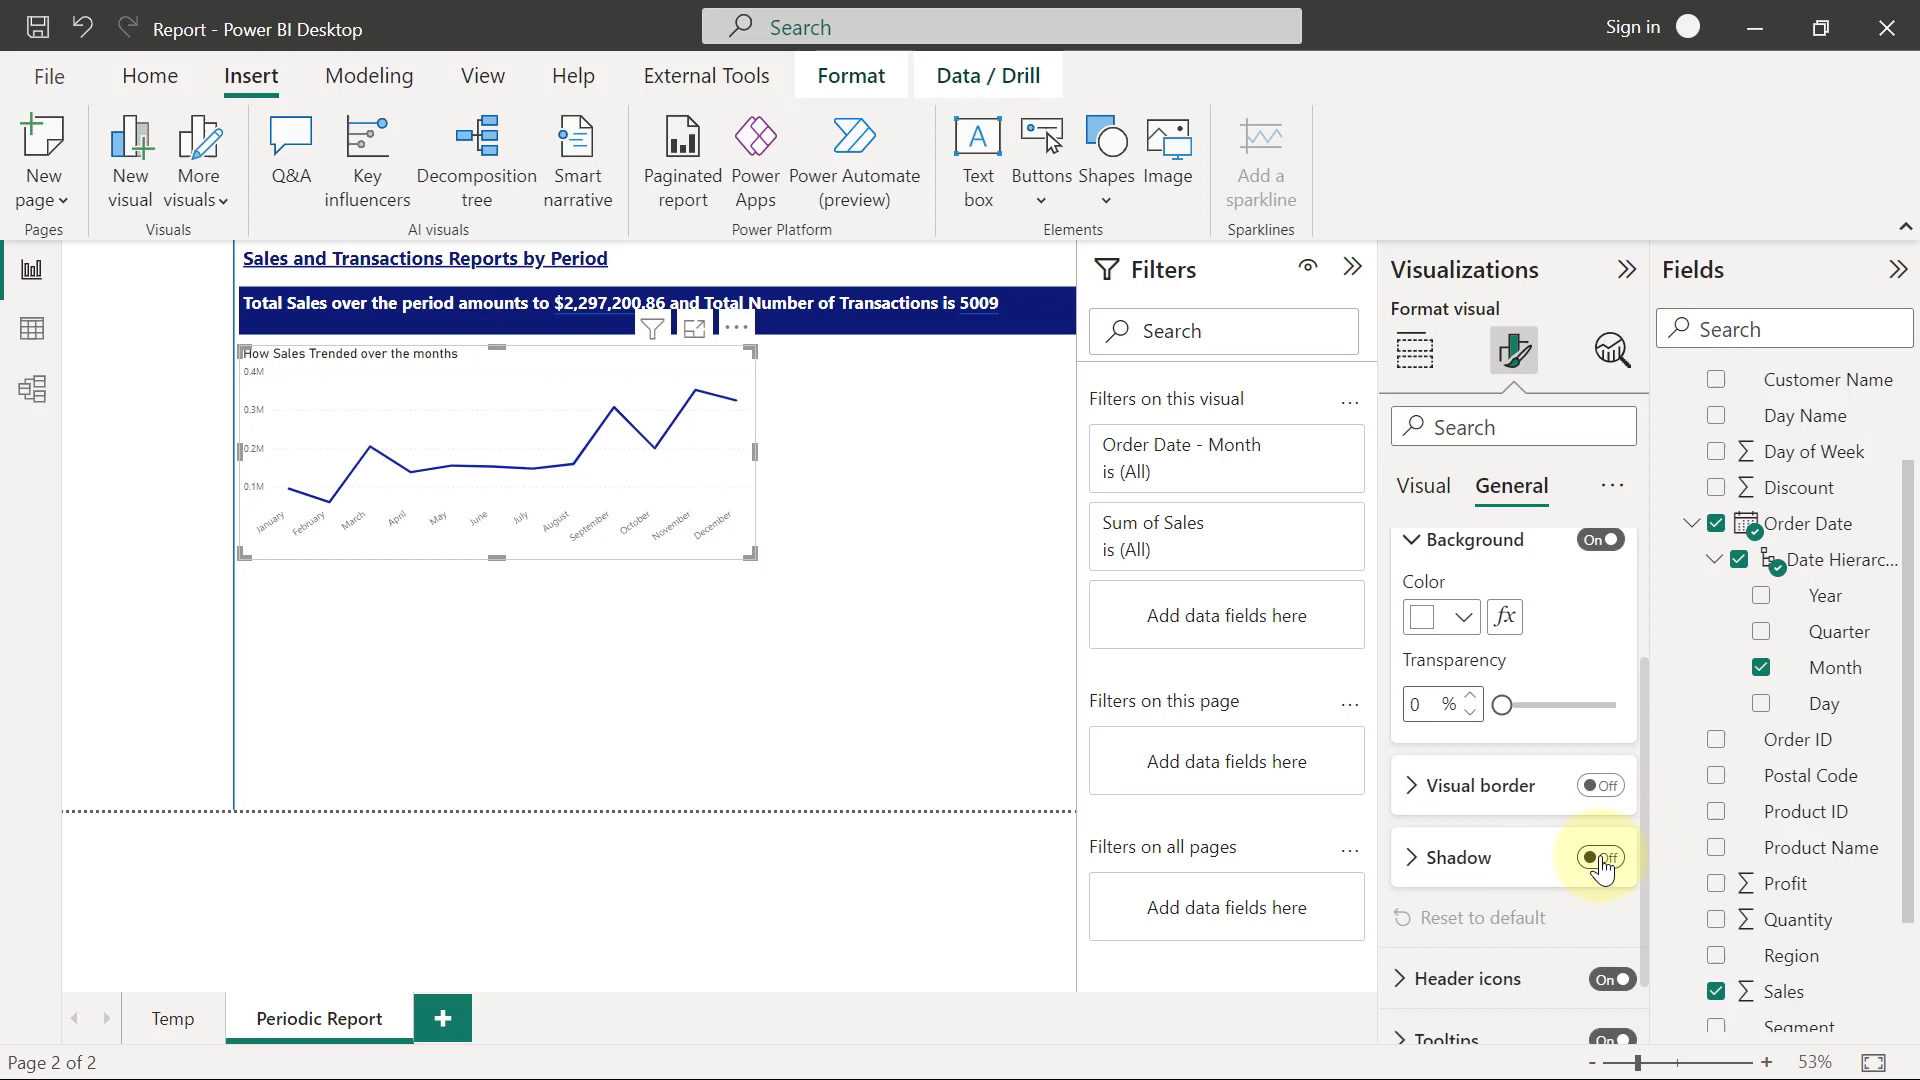 Report - Power BI Desktop
Search
Sign in
File
Home
Insert
Modeling
View
Help
External Tools
Format
Data / Drill
New
page
New
visual
More
visuals
Q&A
Key
influencers
Decomposition
tree
Smart
narrative
Paginated
report
Power
Apps
Power Automate
(preview)
Text
box
Buttons
Shapes
Image
Add a
sparkline
Pages
Visuals
AI visuals
Power Platform
Elements
Sparklines
Sales and Transactions Reports by Period
Total Sales over the period amounts to $2,297,200.86 and Total Number of Transactions is 5009
How Sales Trended over the months
0.4M
0.3M
0.2M
0.1M
January
February
March
April
May
June
July
August
September
October
November
December
Filters
Search
Filters on this visual
Order Date - Month
is (All)
Sum of Sales
is (All)
Add data fields here
Filters on this page
Add data fields here
Filters on all pages
Add data fields here
Visualizations
Format visual
Search
Visual
General
Background
On
Color
fx
Transparency
0 %
Visual border
Off
Shadow
Off
Reset to default
Header icons
On
Tooltips
On
Fields
Search
Customer Name
Day Name
Day of Week
Discount
Order Date
Date Hierarc...
Year
Quarter
Month
Day
Order ID
Postal Code
Product ID
Product Name
Profit
Quantity
Region
Sales
Segment
Temp
Periodic Report
Page 2 of 2
53%